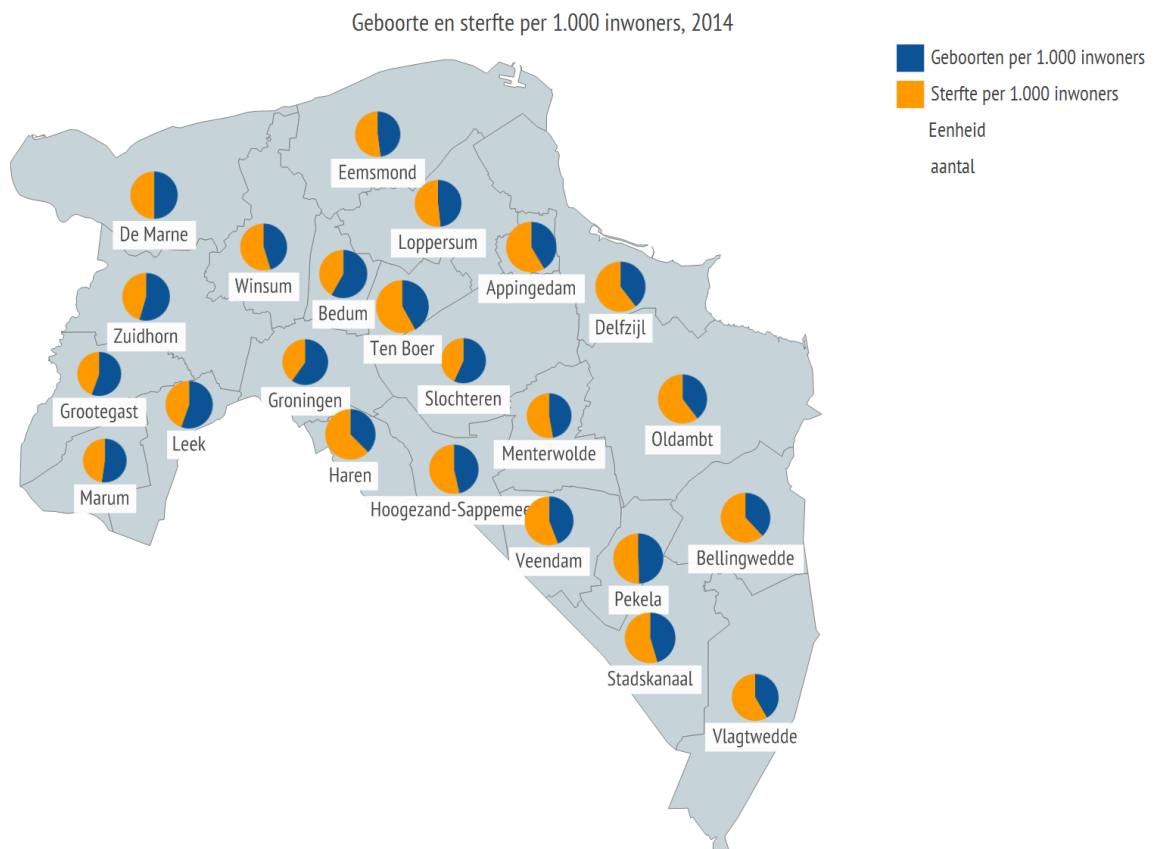 Geboorte en sterfte per 1.000 inwoners, 2014
Geboorten per 1.000 inwoners
Sterfte per 1.000 inwoners
Eenheid
aantal
Eemsmond
De Marne
Loppersum
Winsum
Appingedam
Bedum
Delfzijl
Zuidhorn
Ten Boer
Groningen
Slochteren
Grootegast
Oldambt
Leek
Menterwolde
Haren
Marum
Hoogezand-Sappemee
Veendam
Bellingwedde
Pekela
Stadskanaal
Vlagtwedde